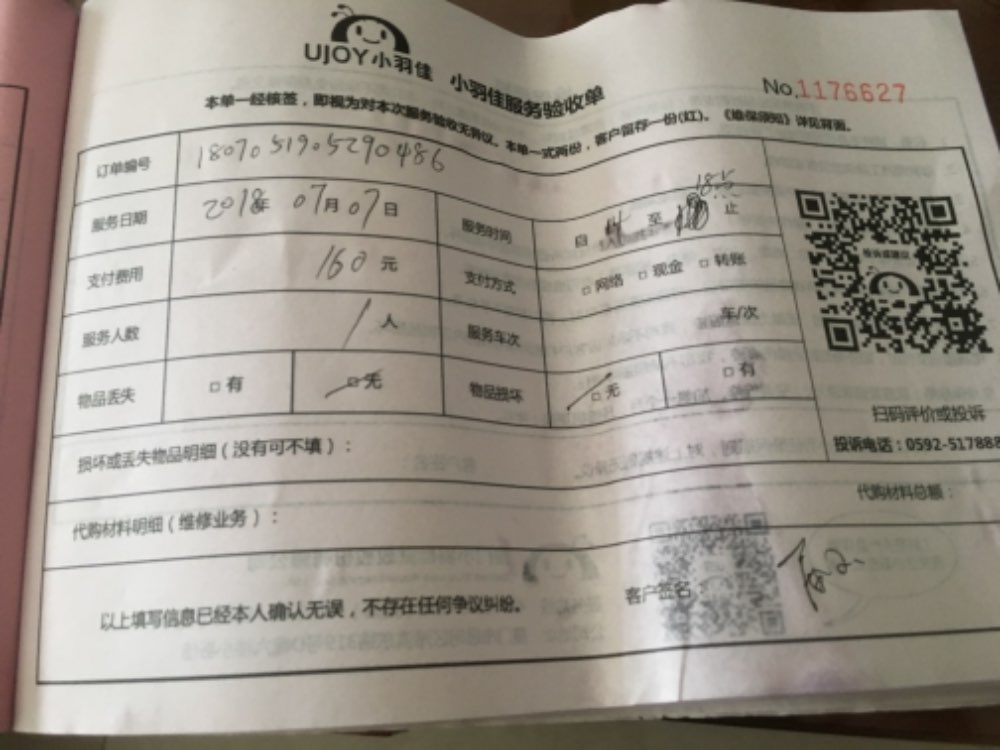 UJOY小羽佳 小羽佳服务验收单
No.1176627
本单一经核签，即视为对本次服务验收无异议。本单一式两份，客户留存一份(红)。《维保须知》详见背面。
订单编号 1807051905290486
服务日期 2018年 07月07日 服务时间 自 14 至 18:5 止
支付费用 160元 支付方式 □网络 □现金 □转账
服务人数 1人 服务车次 车/次
物品丢失 □有 □无 物品损坏 □无 □有
扫码评价或投诉
投诉电话：0592-517888
损坏或丢失物品明细（没有可不填）：
代购材料明细（维修业务）： 代购材料总额：
以上填写信息已经本人确认无误，不存在任何争议纠纷。 客户签名：